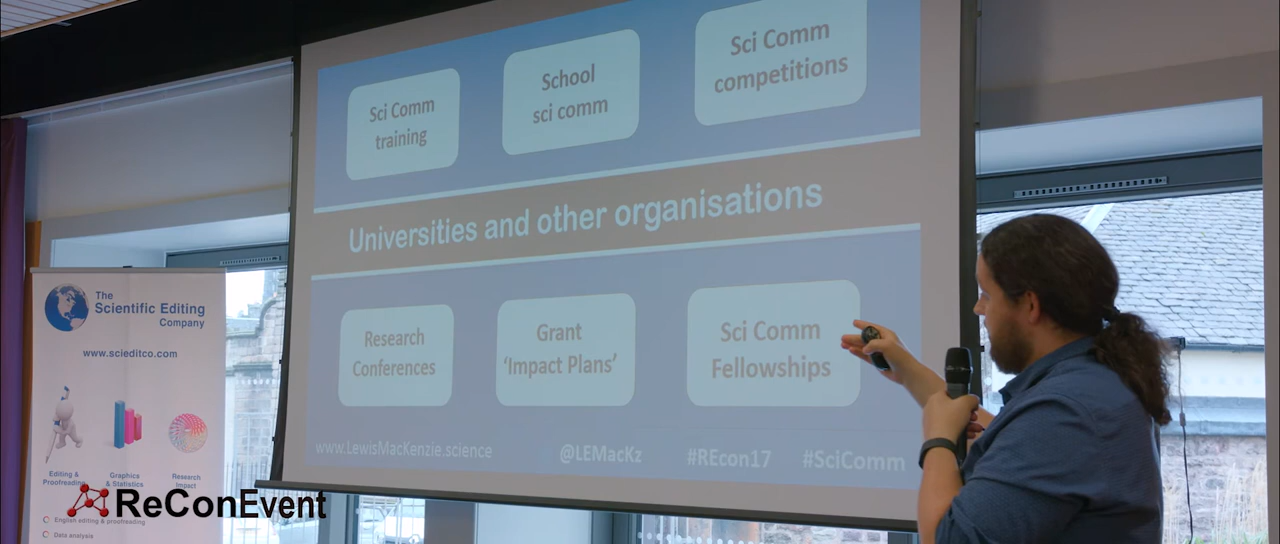 Sci Comm
training
School
sci comm
Sci Comm
competitions
Universities and other organisations
Research
Conferences
Grant
'Impact Plans'
Sci Comm
Fellowships
www.LewisMacKenzie.science
@LEMacKz
#REcon17
#SciComm
The
Scientific Editing
Company
www.scieditco.com
Editing &
Proofreading
Graphics
& Statistics
Research
Impact
English editing & proofreading
Data analysis
ReConEvent